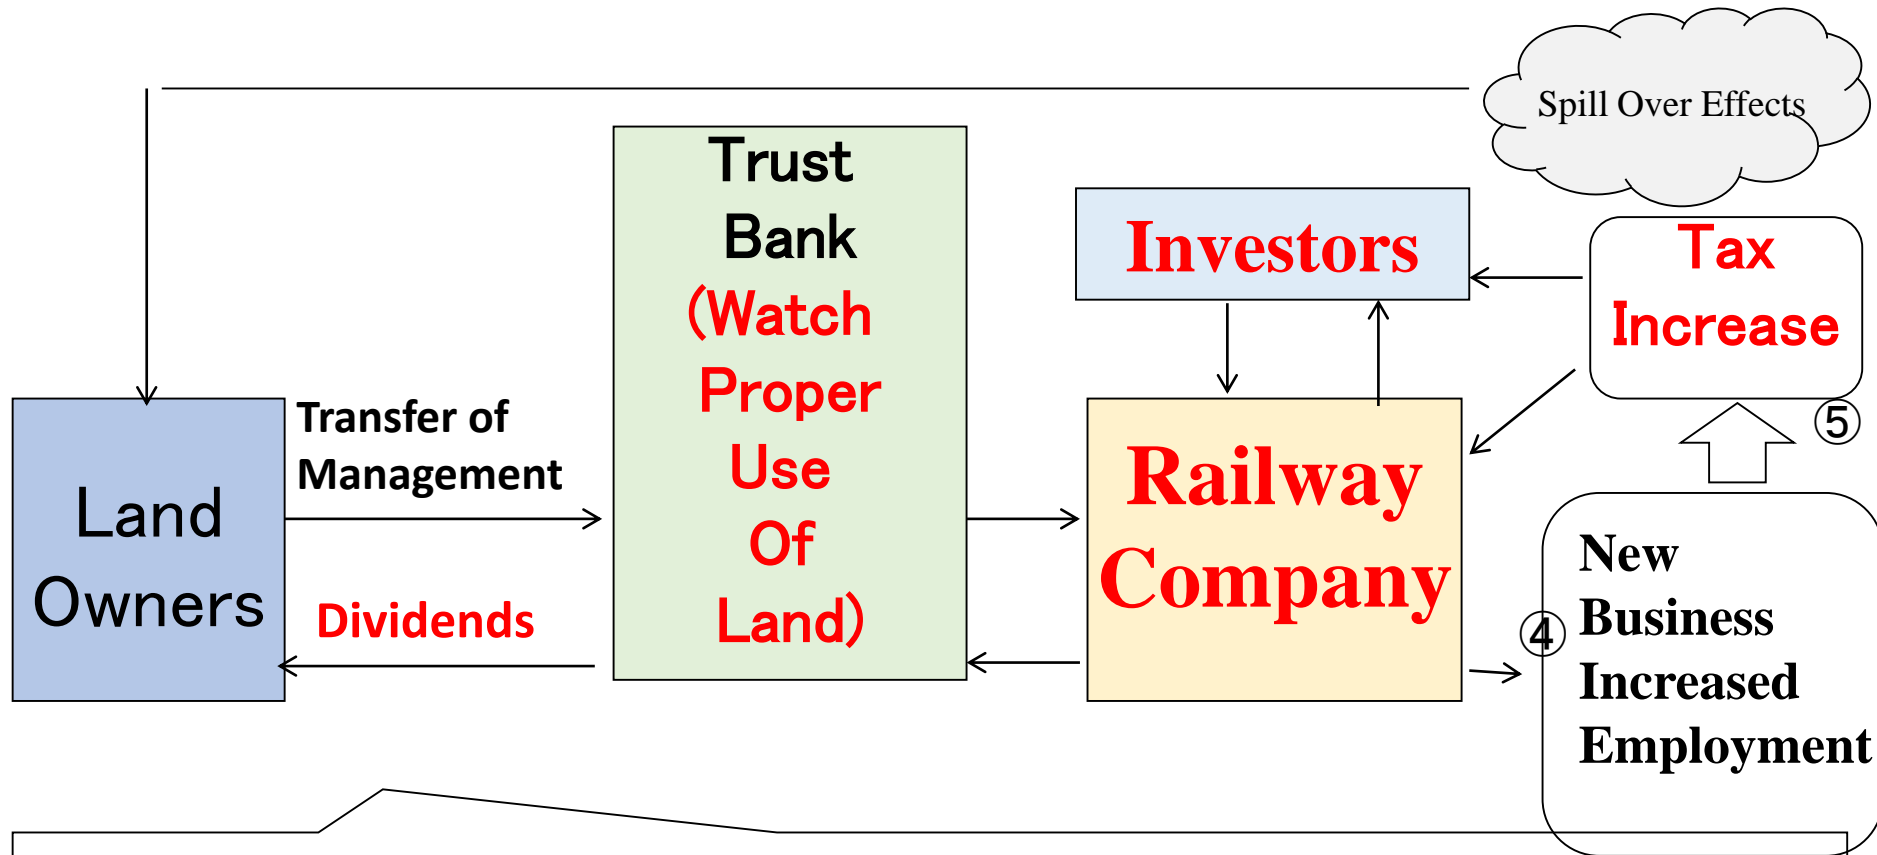 Spill Over Effects
Trust
Bank
(Watch
Proper
Use
Of
Land)
Investors
Tax
Increase
⑤
Transfer of
Management
Land
Owners
Dividends
Railway
Company
④
New
Business
Increased
Employment